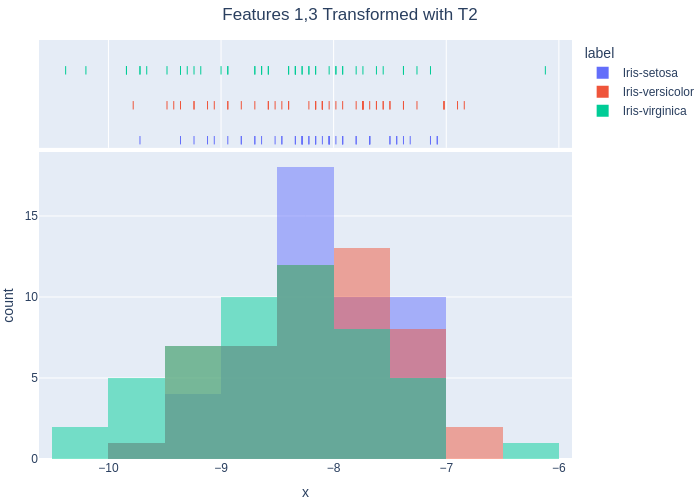 Features 1,3 Transformed with T2
label
Iris-setosa
Iris-versicolor
Iris-virginica
15
10
5
0
count
−10
−9
−8
−7
−6
x